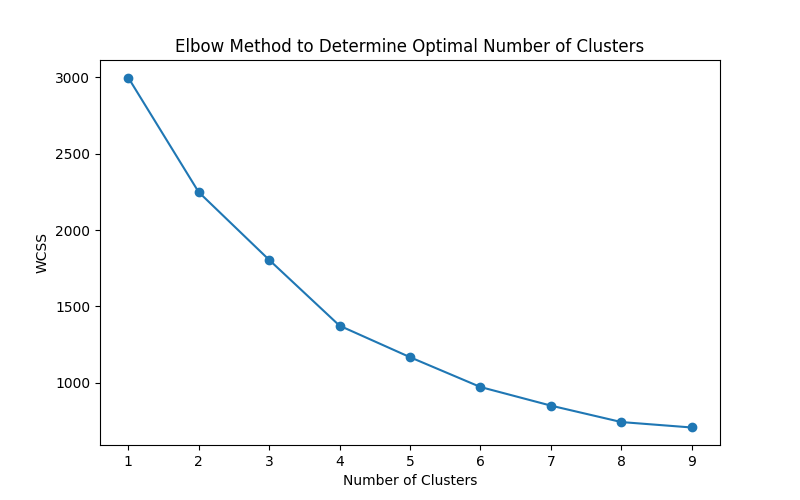 Elbow Method to Determine Optimal Number of Clusters
3000
2500
2000
1500
1000
WCSS
1 2 3 4 5 6 7 8 9
Number of Clusters